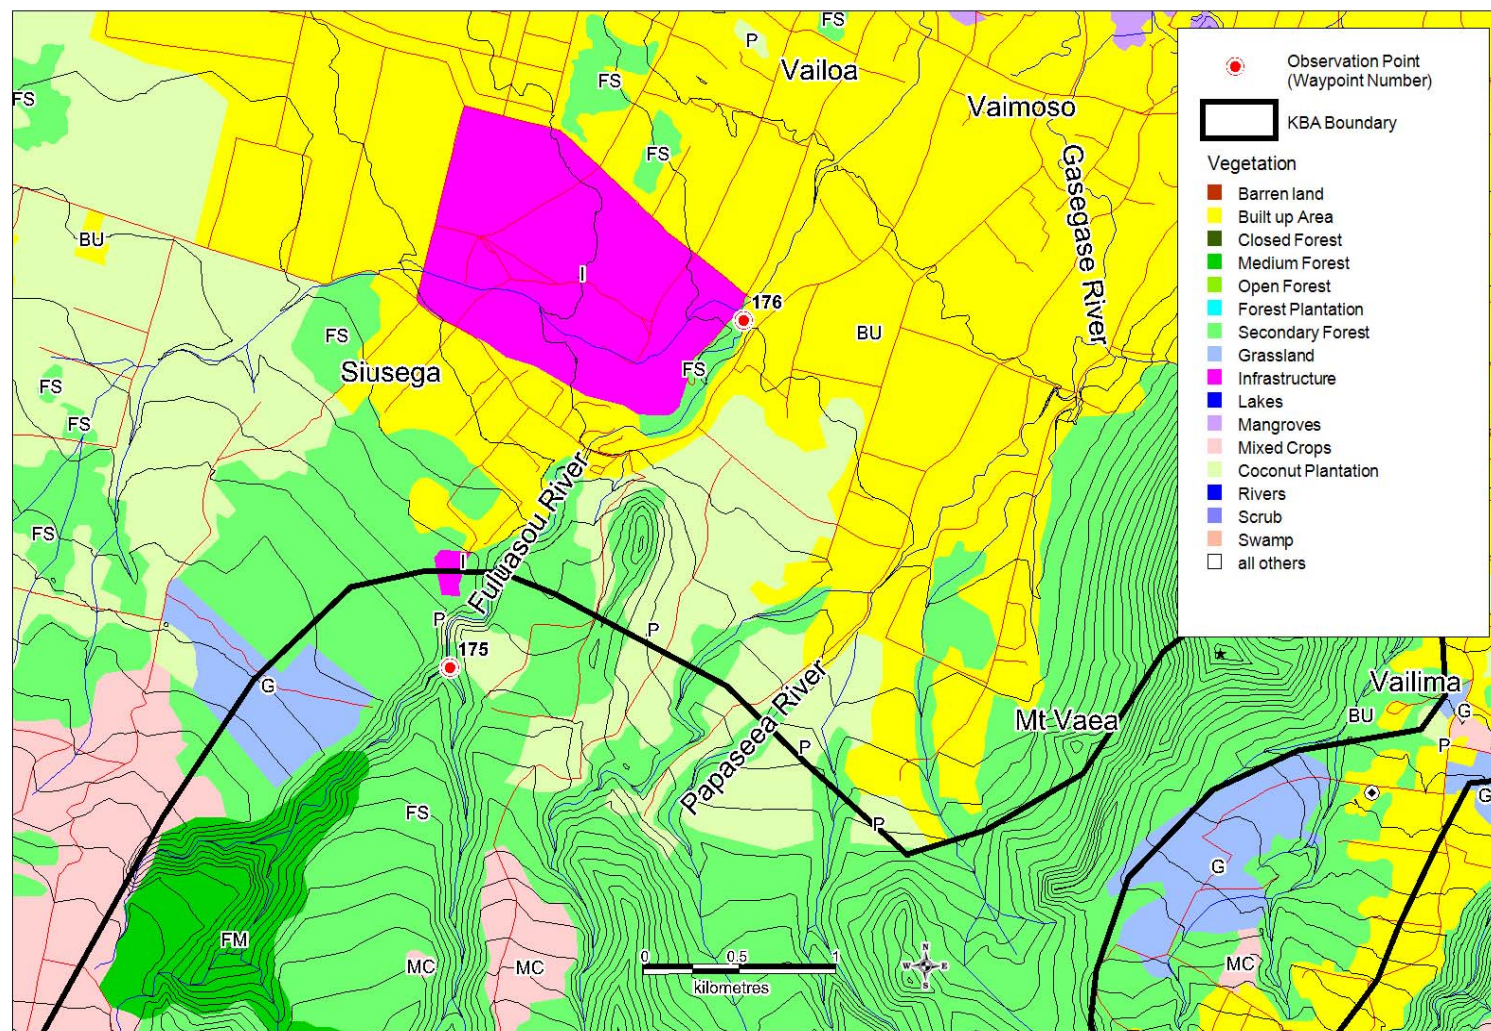 FS
P
FS
Vailoa
FS
Vaimoso
FS
Gasegase River
BU
I
176
BU
FS
FS
Siusega
FS
FS
FS
Fuluasou River
I
P
P
175
G
Papaseea River
P
P
Mt Vaea
Vailima
BU
G
P
G
FS
G
FM
MC
MC
MC
0 0.5 1
kilometres
N
W E
S
Observation Point
(Waypoint Number)
KBA Boundary
Vegetation
Barren land
Built up Area
Closed Forest
Medium Forest
Open Forest
Forest Plantation
Secondary Forest
Grassland
Infrastructure
Lakes
Mangroves
Mixed Crops
Coconut Plantation
Rivers
Scrub
Swamp
all others